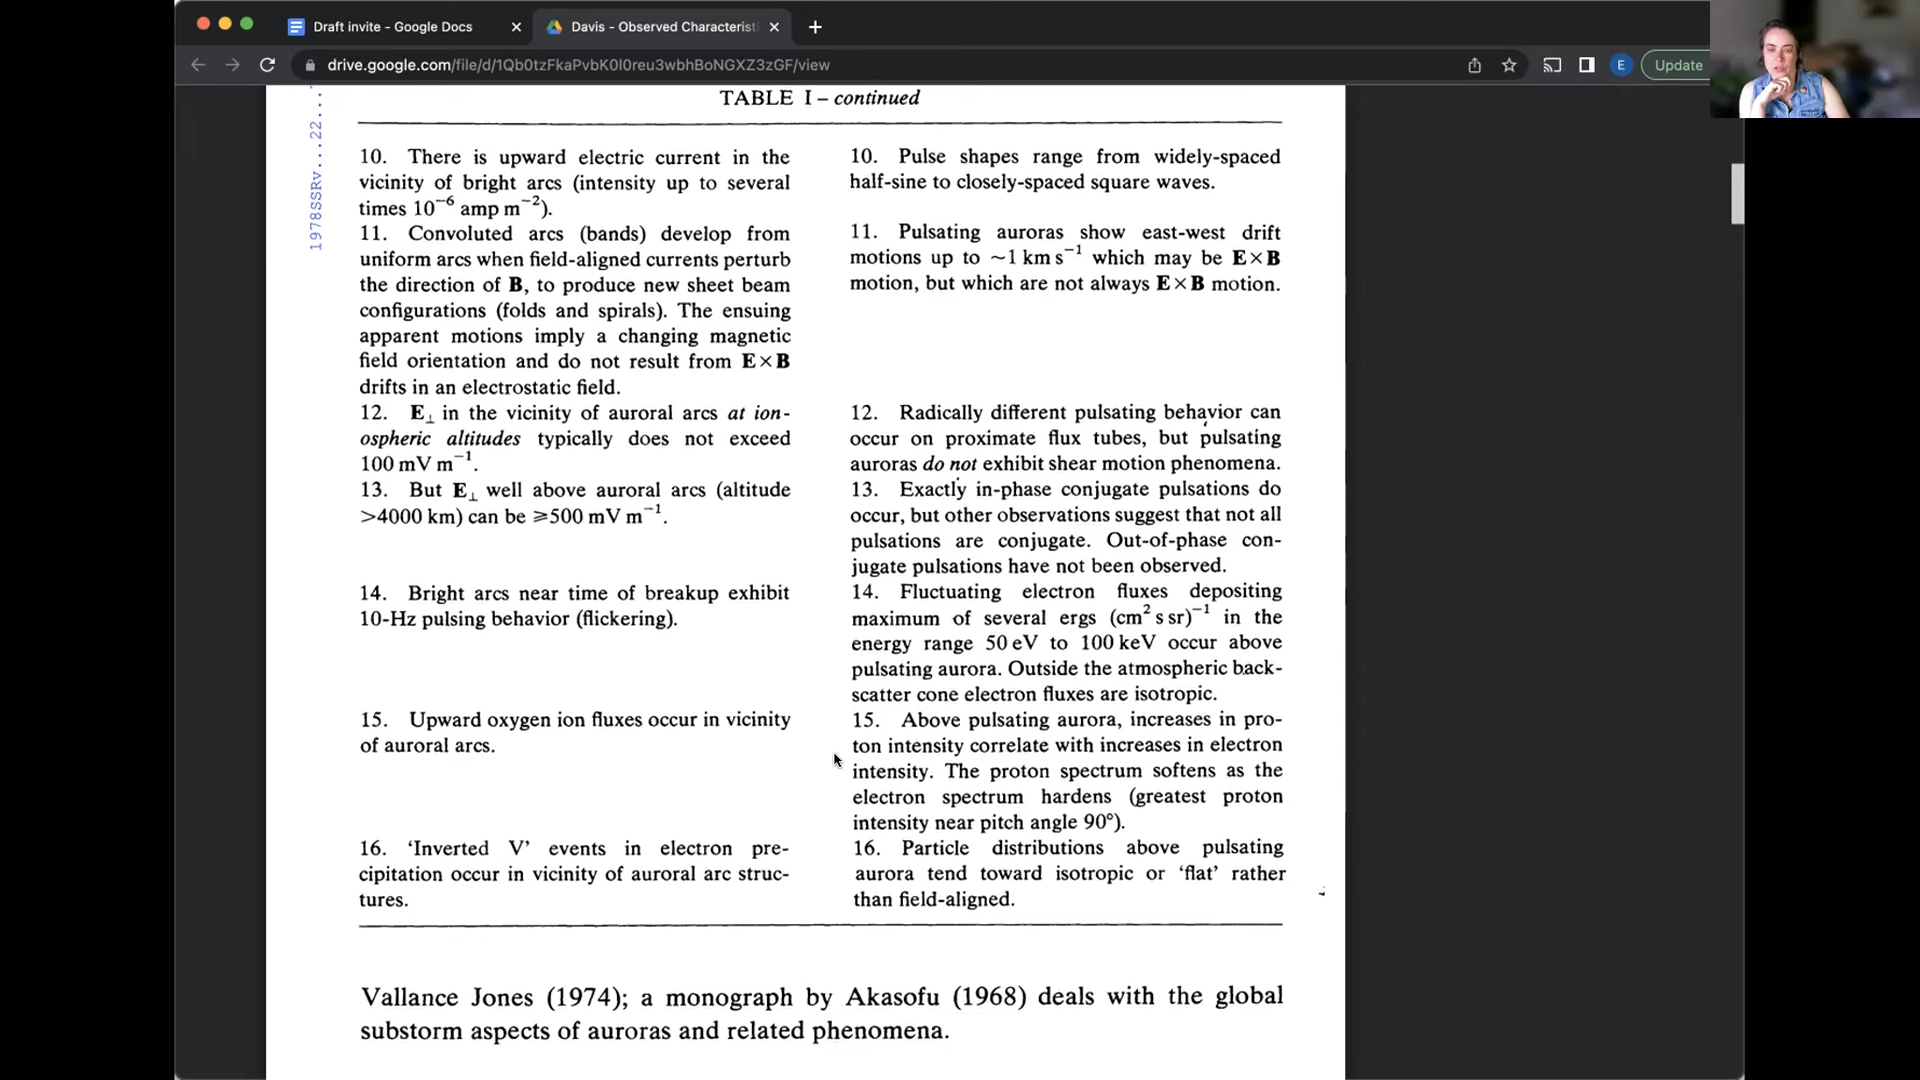 Draft invite - Google Docs
Davis - Observed Characterist
drive.google.com/file/d/1Qb0tzFkaPvbK0I0reu3wbhBoNGXZ3zGF/view
E
Update
1978SSRv...22...
TABLE I – continued
10. There is upward electric current in the
vicinity of bright arcs (intensity up to several
times 10⁻⁶ amp m⁻²).
11. Convoluted arcs (bands) develop from
uniform arcs when field-aligned currents perturb
the direction of B, to produce new sheet beam
configurations (folds and spirals). The ensuing
apparent motions imply a changing magnetic
field orientation and do not result from E×B
drifts in an electrostatic field.
12. E⊥ in the vicinity of auroral arcs at ion-
ospheric altitudes typically does not exceed
100 mV m⁻¹.
13. But E⊥ well above auroral arcs (altitude
>4000 km) can be ⩾500 mV m⁻¹.
14. Bright arcs near time of breakup exhibit
10-Hz pulsing behavior (flickering).
15. Upward oxygen ion fluxes occur in vicinity
of auroral arcs.
16. ‘Inverted V’ events in electron pre-
cipitation occur in vicinity of auroral arc struc-
tures.
10. Pulse shapes range from widely-spaced
half-sine to closely-spaced square waves.
11. Pulsating auroras show east-west drift
motions up to ~1 km s⁻¹ which may be E×B
motion, but which are not always E×B motion.
12. Radically different pulsating behavior can
occur on proximate flux tubes, but pulsating
auroras do not exhibit shear motion phenomena.
13. Exactly in-phase conjugate pulsations do
occur, but other observations suggest that not all
pulsations are conjugate. Out-of-phase con-
jugate pulsations have not been observed.
14. Fluctuating electron fluxes depositing
maximum of several ergs (cm² s sr)⁻¹ in the
energy range 50 eV to 100 keV occur above
pulsating aurora. Outside the atmospheric back-
scatter cone electron fluxes are isotropic.
15. Above pulsating aurora, increases in pro-
ton intensity correlate with increases in electron
intensity. The proton spectrum softens as the
electron spectrum hardens (greatest proton
intensity near pitch angle 90°).
16. Particle distributions above pulsating
aurora tend toward isotropic or ‘flat’ rather
than field-aligned.
Vallance Jones (1974); a monograph by Akasofu (1968) deals with the global
substorm aspects of auroras and related phenomena.